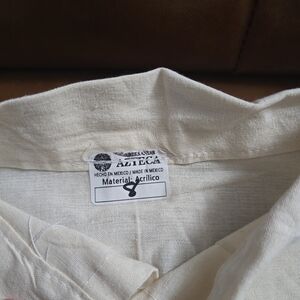 AZTECA
HECHO EN MEXICO / MADE IN MEXICO
Material: Acrilico
8